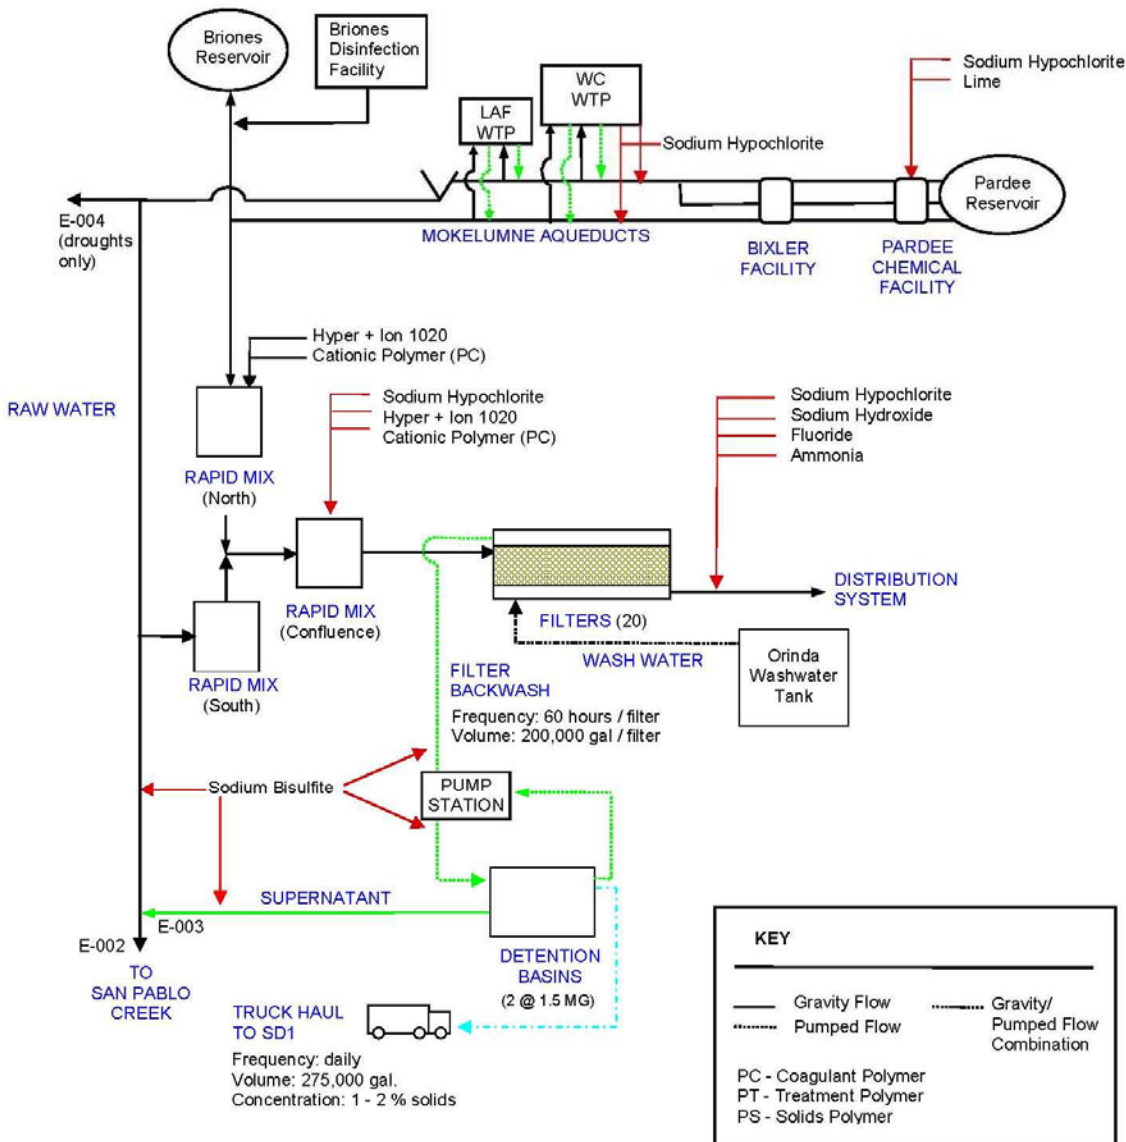 Briones
Reservoir
Briones
Disinfection
Facility
LAF
WTP
WC
WTP
Sodium Hypochlorite
Sodium Hypochlorite
Lime
Pardee
Reservoir
E-004
(droughts
only)
MOKELUMNE AQUEDUCTS
BIXLER
FACILITY
PARDEE
CHEMICAL
FACILITY
Hyper + Ion 1020
Cationic Polymer (PC)
RAW WATER
Sodium Hypochlorite
Hyper + Ion 1020
Cationic Polymer (PC)
Sodium Hypochlorite
Sodium Hydroxide
Fluoride
Ammonia
RAPID MIX
(North)
RAPID MIX
(Confluence)
FILTERS (20)
DISTRIBUTION
SYSTEM
WASH WATER
Orinda
Washwater
Tank
RAPID MIX
(South)
FILTER
BACKWASH
Frequency: 60 hours / filter
Volume: 200,000 gal / filter
Sodium Bisulfite
PUMP
STATION
SUPERNATANT
E-003
E-002
TO
SAN PABLO
CREEK
DETENTION
BASINS
(2 @ 1.5 MG)
TRUCK HAUL
TO SD1
Frequency: daily
Volume: 275,000 gal.
Concentration: 1 - 2 % solids
KEY
Gravity Flow
Pumped Flow
Gravity/
Pumped Flow
Combination
PC - Coagulant Polymer
PT - Treatment Polymer
PS - Solids Polymer